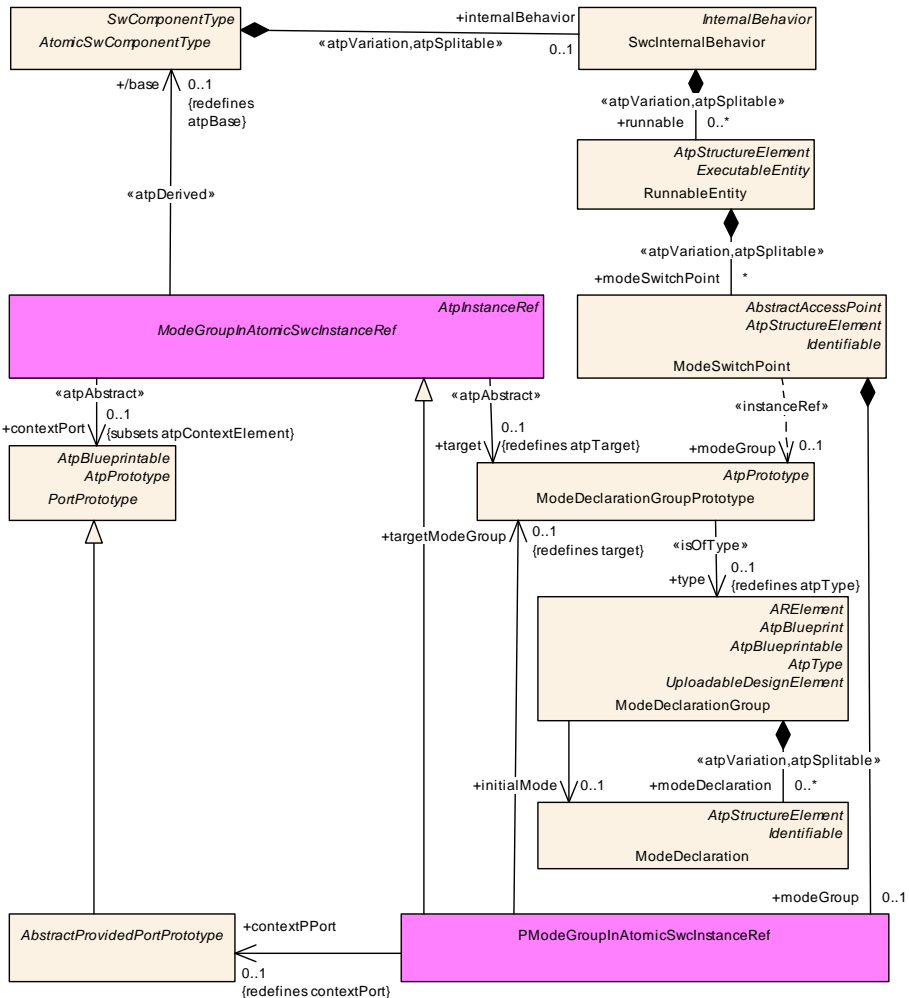 SwComponentType
AtomicSwComponentType
+internalBehavior
«atpVariation,atpSplitable»
0..1
InternalBehavior
SwcInternalBehavior
+/base
0..1
{redefines
atpBase}
«atpVariation,atpSplitable»
+runnable
0..*
AtpStructureElement
ExecutableEntity
RunnableEntity
«atpDerived»
«atpVariation,atpSplitable»
+modeSwitchPoint
*
AtpInstanceRef
ModeGroupInAtomicSwcInstanceRef
AbstractAccessPoint
AtpStructureElement
Identifiable
ModeSwitchPoint
«atpAbstract»
+contextPort
0..1
{subsets atpContextElement}
«atpAbstract»
+target
0..1
{redefines atpTarget}
«instanceRef»
+modeGroup
0..1
AtpBlueprintable
AtpPrototype
PortPrototype
AtpPrototype
ModeDeclarationGroupPrototype
+targetModeGroup
0..1
{redefines target}
«isOfType»
+type
0..1
{redefines atpType}
ARElement
AtpBlueprint
AtpBlueprintable
AtpType
UploadableDesignElement
ModeDeclarationGroup
+initialMode
0..1
«atpVariation,atpSplitable»
+modeDeclaration
0..*
AtpStructureElement
Identifiable
ModeDeclaration
+modeGroup
0..1
AbstractProvidedPortPrototype
+contextPPort
0..1
{redefines contextPort}
PModeGroupInAtomicSwcInstanceRef